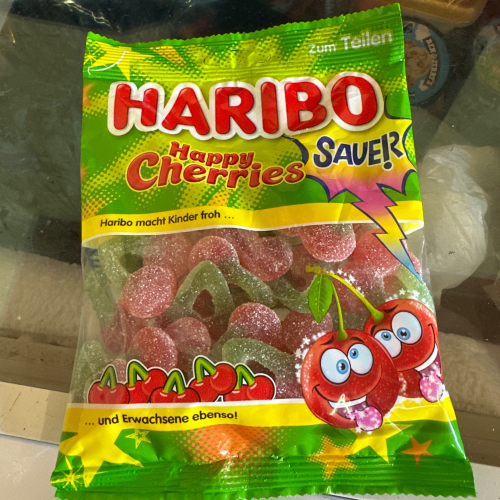 Zum Teilen
HARIBO
Happy
Cherries
SAUER
Haribo macht Kinder froh ...
... und Erwachsene ebenso!